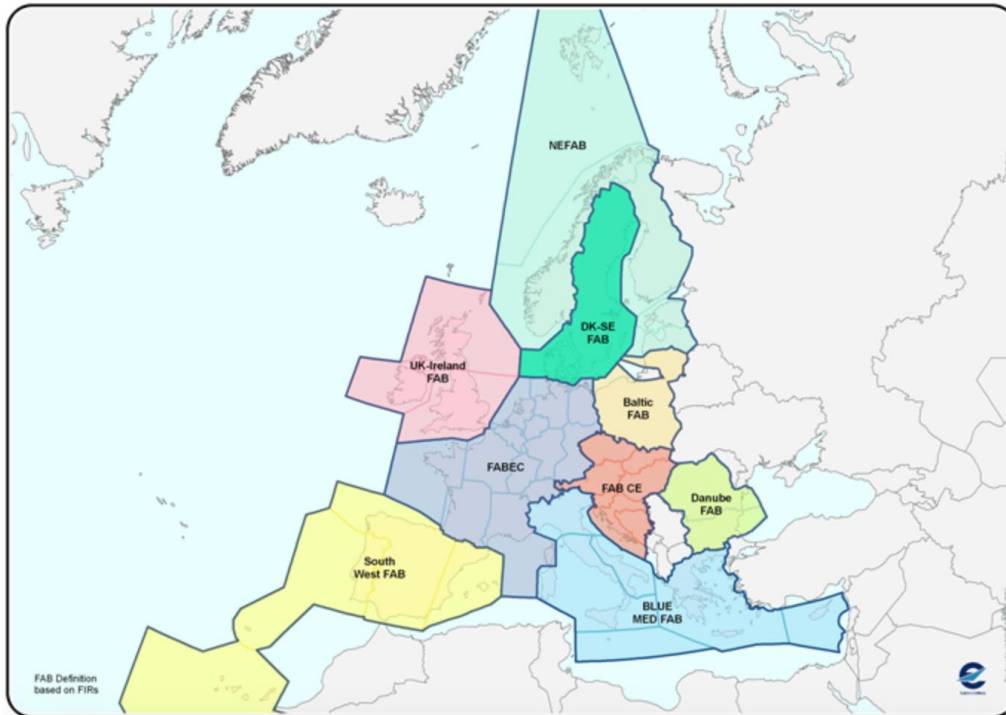 NEFAB
DK-SE
FAB
UK-Ireland
FAB
Baltic
FAB
FABEC
FAB CE
Danube
FAB
South
West FAB
BLUE
MED FAB
FAB Definition
based on FIRs